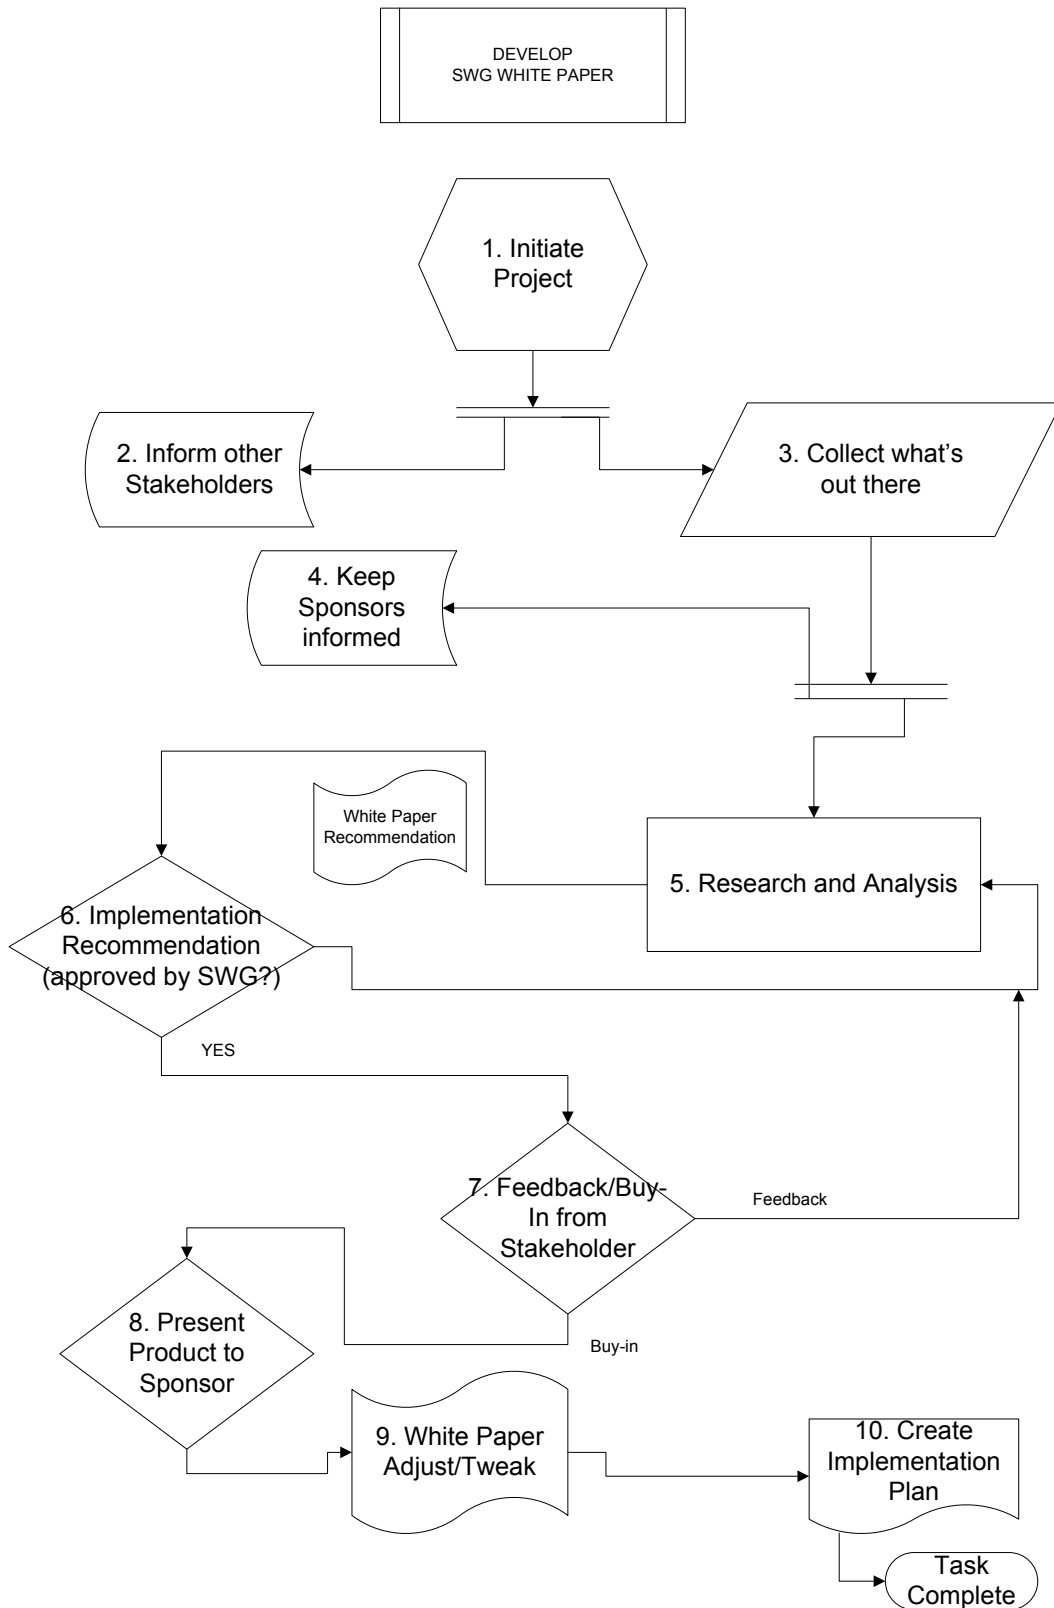 DEVELOP
SWG WHITE PAPER
1. Initiate
Project
2. Inform other
Stakeholders
3. Collect what's
out there
4. Keep
Sponsors
informed
White Paper
Recommendation
5. Research and Analysis
6. Implementation
Recommendation
(approved by SWG?)
YES
7. Feedback/Buy-
In from
Stakeholder
Feedback
8. Present
Product to
Sponsor
Buy-in
9. White Paper
Adjust/Tweak
10. Create
Implementation
Plan
Task
Complete